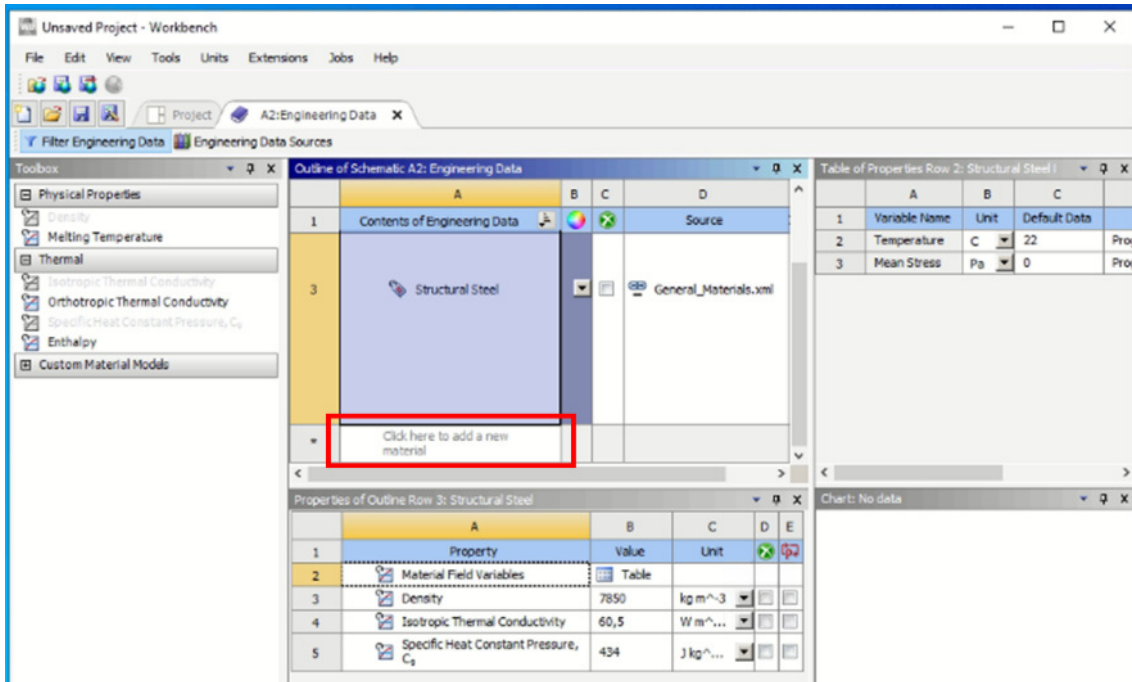 Unsaved Project - Workbench
File Edit View Tools Units Extensions Jobs Help
Project A2:Engineering Data
Filter Engineering Data Engineering Data Sources
Toolbox
Physical Properties
Density
Melting Temperature
Thermal
Isotropic Thermal Conductivity
Orthotropic Thermal Conductivity
Specific Heat Constant Pressure, Cₚ
Enthalpy
Custom Material Models
Outline of Schematic A2: Engineering Data
A B C D
1 Contents of Engineering Data Source
3 Structural Steel General_Materials.xml
* Click here to add a new
material
Properties of Outline Row 3: Structural Steel
A B C D E
1 Property Value Unit
2 Material Field Variables Table
3 Density 7850 kg m^-3
4 Isotropic Thermal Conductivity 60,5 W m^...
5 Specific Heat Constant Pressure, 434 J kg^...
Cₚ
Table of Properties Row 2: Structural Steel
A B C
1 Variable Name Unit Default Data
2 Temperature C 22
3 Mean Stress Pa 0
Chart: No data